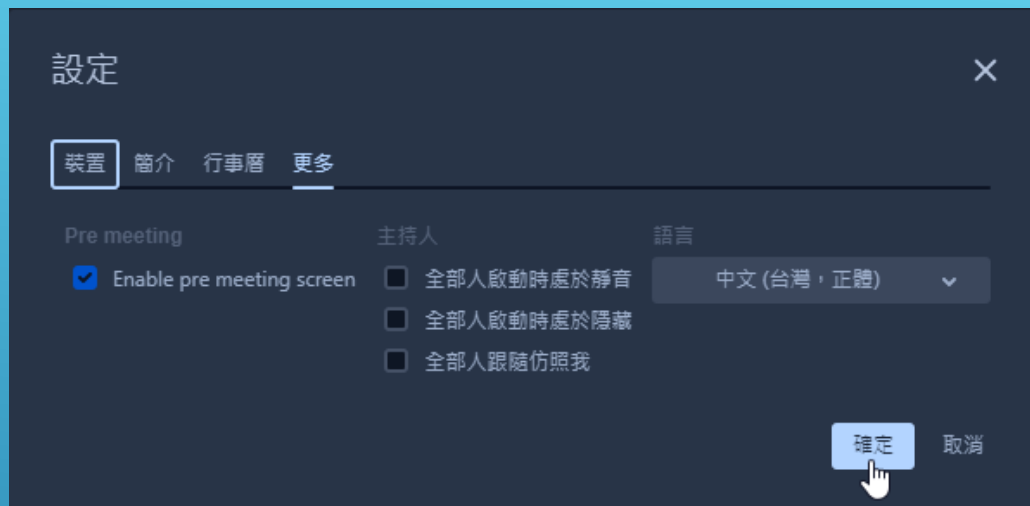 設定
裝置 簡介 行事曆 更多
Pre meeting 主持人 語言
Enable pre meeting screen 全部人啟動時處於靜音 中文 (台灣，正體)
全部人啟動時處於隱藏
全部人跟隨仿照我
確定 取消